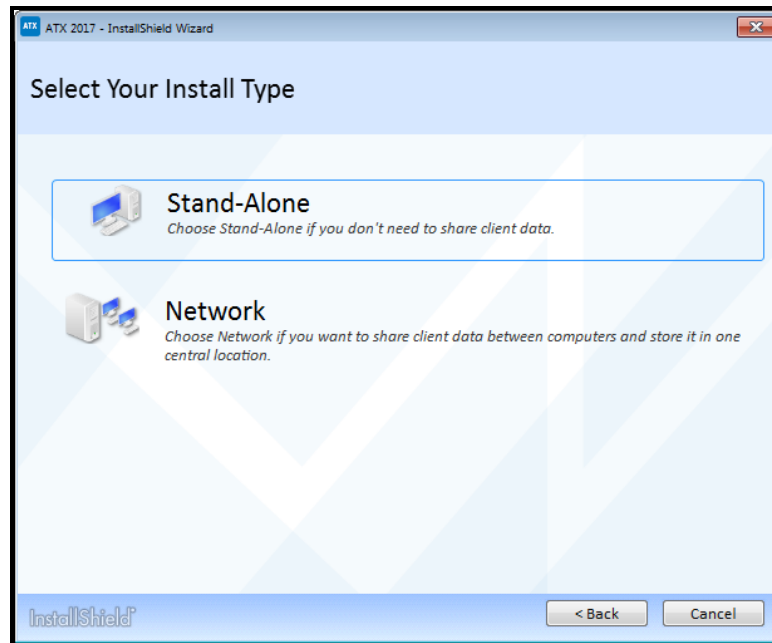 ATX ATX 2017 - InstallShield Wizard
Select Your Install Type
Stand-Alone
Choose Stand-Alone if you don't need to share client data.
Network
Choose Network if you want to share client data between computers and store it in one
central location.
InstallShield
< Back Cancel